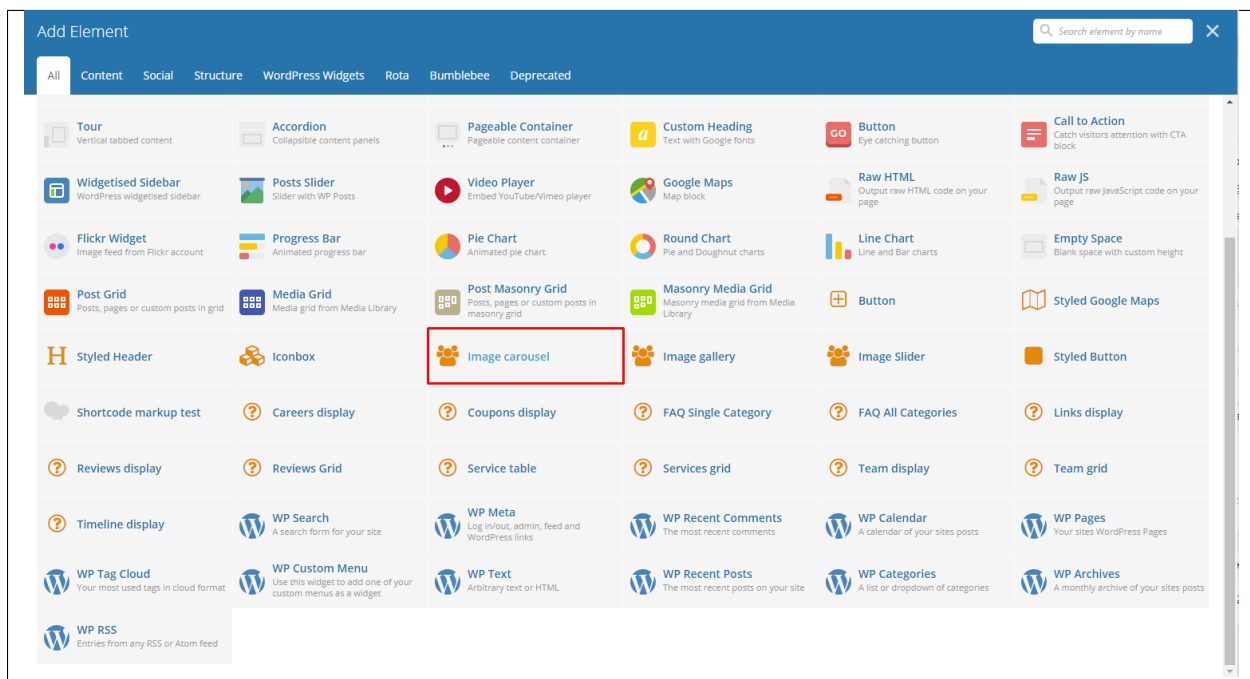 Add Element
Search element by name
All Content Social Structure WordPress Widgets Rota Bumblebee Deprecated
Tour
Vertical tabbed content
Accordion
Collapsible content panels
Pageable Container
Pageable content container
a
Custom Heading
Text with Google fonts
GO
Button
Eye catching button
Call to Action
Catch visitors attention with CTA
block
Widgetised Sidebar
WordPress widgetised sidebar
Posts Slider
Slider with WP Posts
Video Player
Embed YouTube/Vimeo player
Google Maps
Map block
Raw HTML
Output raw HTML code on your
page
Raw JS
Output raw JavaScript code on your
page
Flickr Widget
Image feed from Flickr account
Progress Bar
Animated progress bar
Pie Chart
Animated pie chart
Round Chart
Pie and Doughnut charts
Line Chart
Line and Bar charts
Empty Space
Blank space with custom height
Post Grid
Posts, pages or custom posts in grid
Media Grid
Media grid from Media Library
Post Masonry Grid
Posts, pages or custom posts in
masonry grid
Masonry Media Grid
Masonry media grid from Media
Library
Button
Styled Google Maps
H Styled Header
Iconbox
Image carousel
Image gallery
Image Slider
Styled Button
Shortcode markup test
? Careers display
? Coupons display
? FAQ Single Category
? FAQ All Categories
? Links display
? Reviews display
? Reviews Grid
? Service table
? Services grid
? Team display
? Team grid
? Timeline display
WP Search
A search form for your site
WP Meta
Log in/out, admin, feed and
WordPress links
WP Recent Comments
The most recent comments
WP Calendar
A calendar of your sites posts
WP Pages
Your sites WordPress Pages
WP Tag Cloud
Your most used tags in cloud format
WP Custom Menu
Use this widget to add one of your
custom menus as a widget
WP Text
Arbitrary text or HTML
WP Recent Posts
The most recent posts on your site
WP Categories
A list or dropdown of categories
WP Archives
A monthly archive of your sites posts
WP RSS
Entries from any RSS or Atom feed